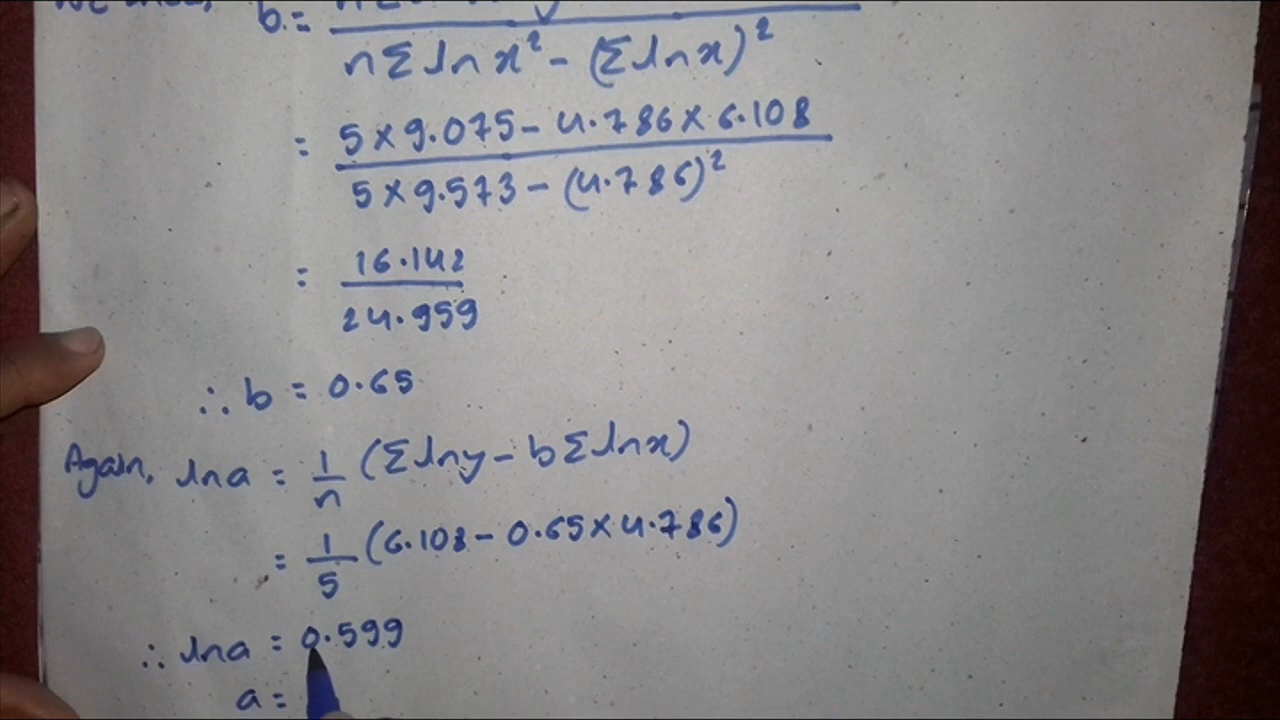 b =
nΣlnx² - (Σlnx)²
= 5×9.075 - 4.786×6.108
5×9.573 - (4.786)²
= 16.142
24.959
∴ b = 0.65
Again, lna = 1/n (Σlny - bΣlnx)
= 1/5 (6.108 - 0.65×4.786)
∴ lna = 0.599
a =